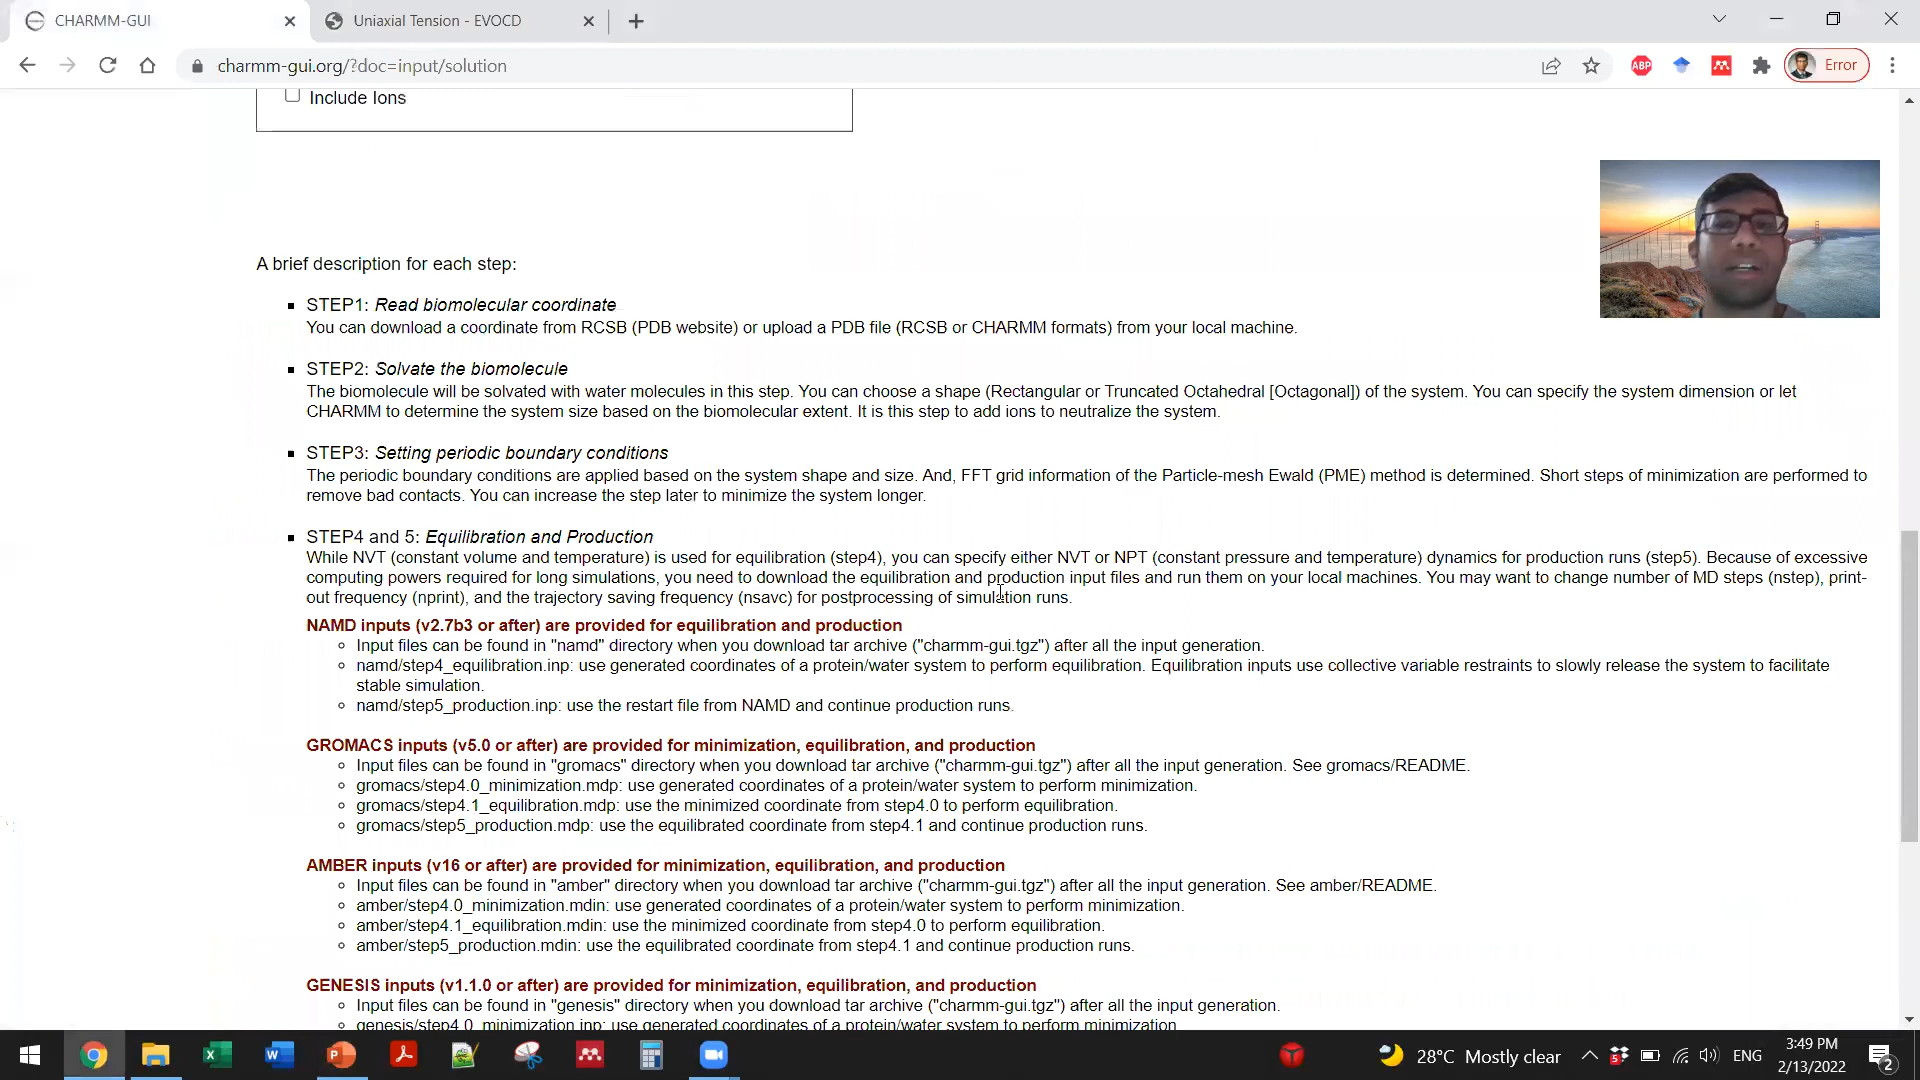 CHARMM-GUI
Uniaxial Tension - EVOCD
charmm-gui.org/?doc=input/solution
ABP
Error
Include Ions
A brief description for each step:
STEP1: Read biomolecular coordinate
You can download a coordinate from RCSB (PDB website) or upload a PDB file (RCSB or CHARMM formats) from your local machine.
STEP2: Solvate the biomolecule
The biomolecule will be solvated with water molecules in this step. You can choose a shape (Rectangular or Truncated Octahedral [Octagonal]) of the system. You can specify the system dimension or let
CHARMM to determine the system size based on the biomolecular extent. It is this step to add ions to neutralize the system.
STEP3: Setting periodic boundary conditions
The periodic boundary conditions are applied based on the system shape and size. And, FFT grid information of the Particle-mesh Ewald (PME) method is determined. Short steps of minimization are performed to
remove bad contacts. You can increase the step later to minimize the system longer.
STEP4 and 5: Equilibration and Production
While NVT (constant volume and temperature) is used for equilibration (step4), you can specify either NVT or NPT (constant pressure and temperature) dynamics for production runs (step5). Because of excessive
computing powers required for long simulations, you need to download the equilibration and production input files and run them on your local machines. You may want to change number of MD steps (nstep), print-
out frequency (nprint), and the trajectory saving frequency (nsavc) for postprocessing of simulation runs.
NAMD inputs (v2.7b3 or after) are provided for equilibration and production
Input files can be found in "namd" directory when you download tar archive ("charmm-gui.tgz") after all the input generation.
namd/step4_equilibration.inp: use generated coordinates of a protein/water system to perform equilibration. Equilibration inputs use collective variable restraints to slowly release the system to facilitate
stable simulation.
namd/step5_production.inp: use the restart file from NAMD and continue production runs.
GROMACS inputs (v5.0 or after) are provided for minimization, equilibration, and production
Input files can be found in "gromacs" directory when you download tar archive ("charmm-gui.tgz") after all the input generation. See gromacs/README.
gromacs/step4.0_minimization.mdp: use generated coordinates of a protein/water system to perform minimization.
gromacs/step4.1_equilibration.mdp: use the minimized coordinate from step4.0 to perform equilibration.
gromacs/step5_production.mdp: use the equilibrated coordinate from step4.1 and continue production runs.
AMBER inputs (v16 or after) are provided for minimization, equilibration, and production
Input files can be found in "amber" directory when you download tar archive ("charmm-gui.tgz") after all the input generation. See amber/README.
amber/step4.0_minimization.mdin: use generated coordinates of a protein/water system to perform minimization.
amber/step4.1_equilibration.mdin: use the minimized coordinate from step4.0 to perform equilibration.
amber/step5_production.mdin: use the equilibrated coordinate from step4.1 and continue production runs.
GENESIS inputs (v1.1.0 or after) are provided for minimization, equilibration, and production
Input files can be found in "genesis" directory when you download tar archive ("charmm-gui.tgz") after all the input generation.
genesis/step4.0_minimization.inp: use generated coordinates of a protein/water system to perform minimization
28°C Mostly clear
ENG
3:49 PM
2/13/2022
2